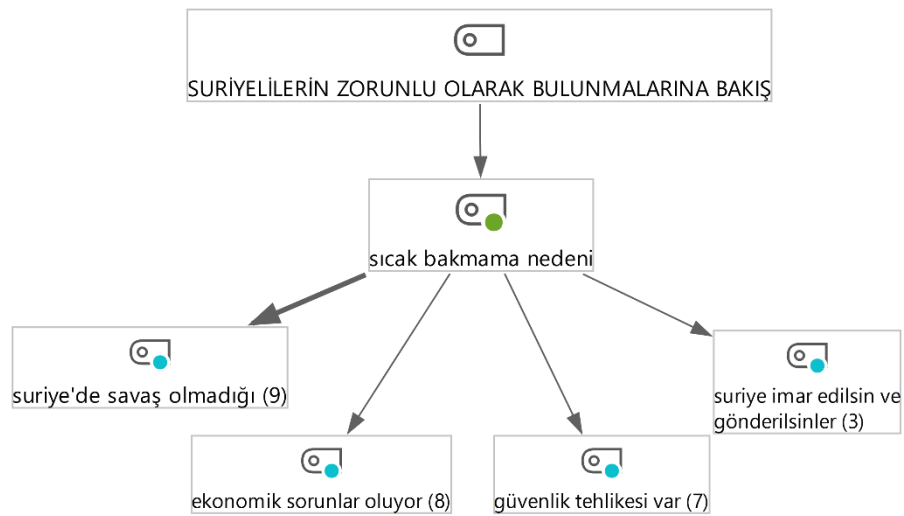 SURİYELİLERİN ZORUNLU OLARAK BULUNMALARINA BAKIŞ
sıcak bakmama nedeni
suriye'de savaş olmadığı (9)
suriye imar edilsin ve
gönderilsinler (3)
ekonomik sorunlar oluyor (8)
güvenlik tehlikesi var (7)